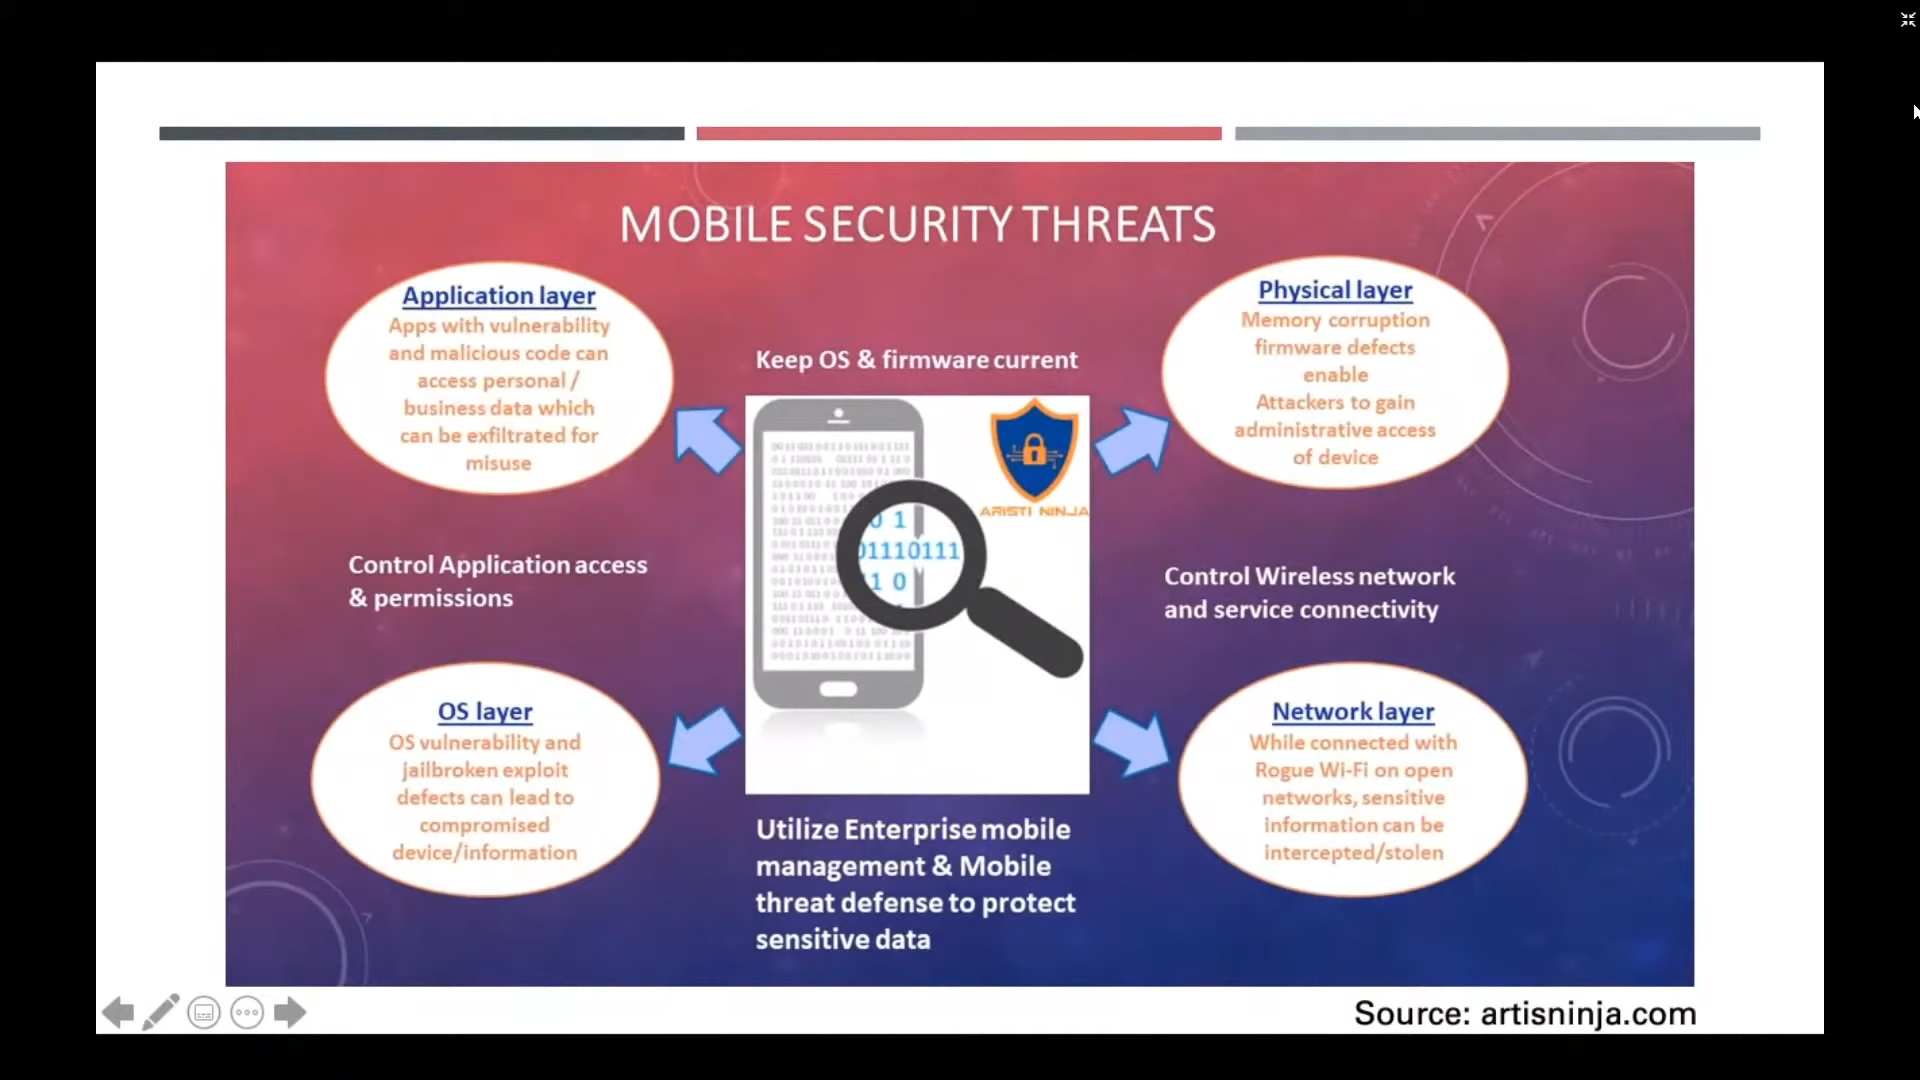 MOBILE SECURITY THREATS
Application layer
Apps with vulnerability
and malicious code can
access personal /
business data which
can be exfiltrated for
misuse
Keep OS & firmware current
Physical layer
Memory corruption
firmware defects
enable
Attackers to gain
administrative access
of device
ARISTI NINJA
0 1
01110111
1 0
Control Application access
& permissions
Control Wireless network
and service connectivity
OS layer
OS vulnerability and
jailbroken exploit
defects can lead to
compromised
device/information
Network layer
While connected with
Rogue Wi-Fi on open
networks, sensitive
information can be
intercepted/stolen
Utilize Enterprise mobile
management & Mobile
threat defense to protect
sensitive data
Source: artisninja.com